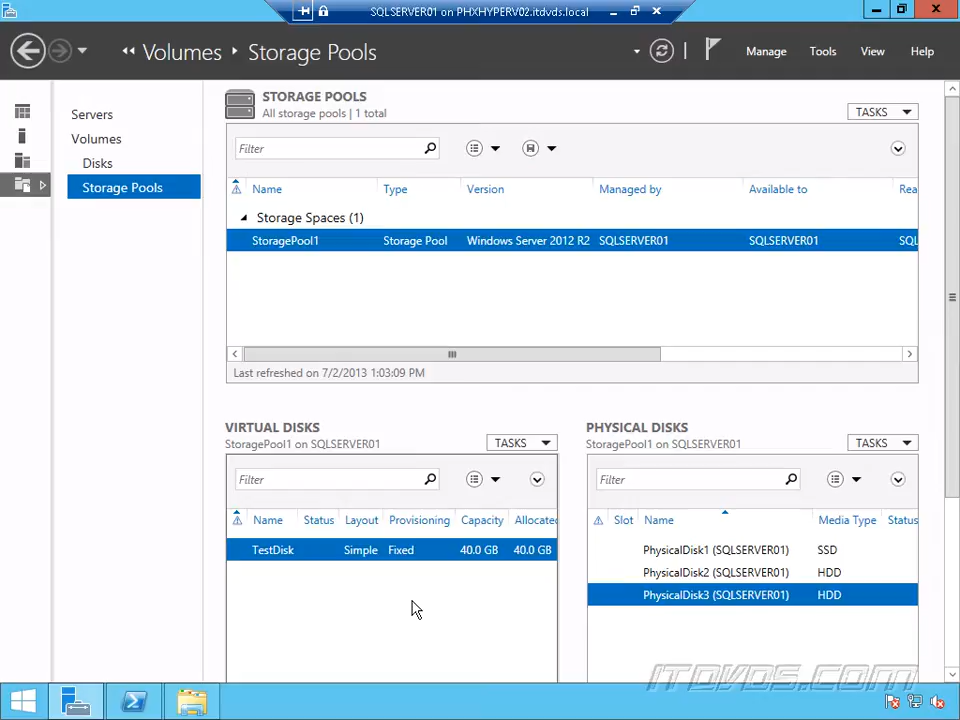 SQLSERVER01 on PHXHYPERV02.itdvds.local
Volumes Storage Pools
Manage Tools View Help
Servers
Volumes
Disks
Storage Pools
STORAGE POOLS
All storage pools | 1 total
TASKS
Filter
Name Type Version Managed by Available to Rea
Storage Spaces (1)
StoragePool1 Storage Pool Windows Server 2012 R2 SQLSERVER01 SQLSERVER01 SQL
Last refreshed on 7/2/2013 1:03:09 PM
VIRTUAL DISKS
StoragePool1 on SQLSERVER01
TASKS
Filter
Name Status Layout Provisioning Capacity Allocated
TestDisk Simple Fixed 40.0 GB 40.0 GB
PHYSICAL DISKS
StoragePool1 on SQLSERVER01
TASKS
Filter
Slot Name Media Type Status
PhysicalDisk1 (SQLSERVER01) SSD
PhysicalDisk2 (SQLSERVER01) HDD
PhysicalDisk3 (SQLSERVER01) HDD
ITDVDS.COM